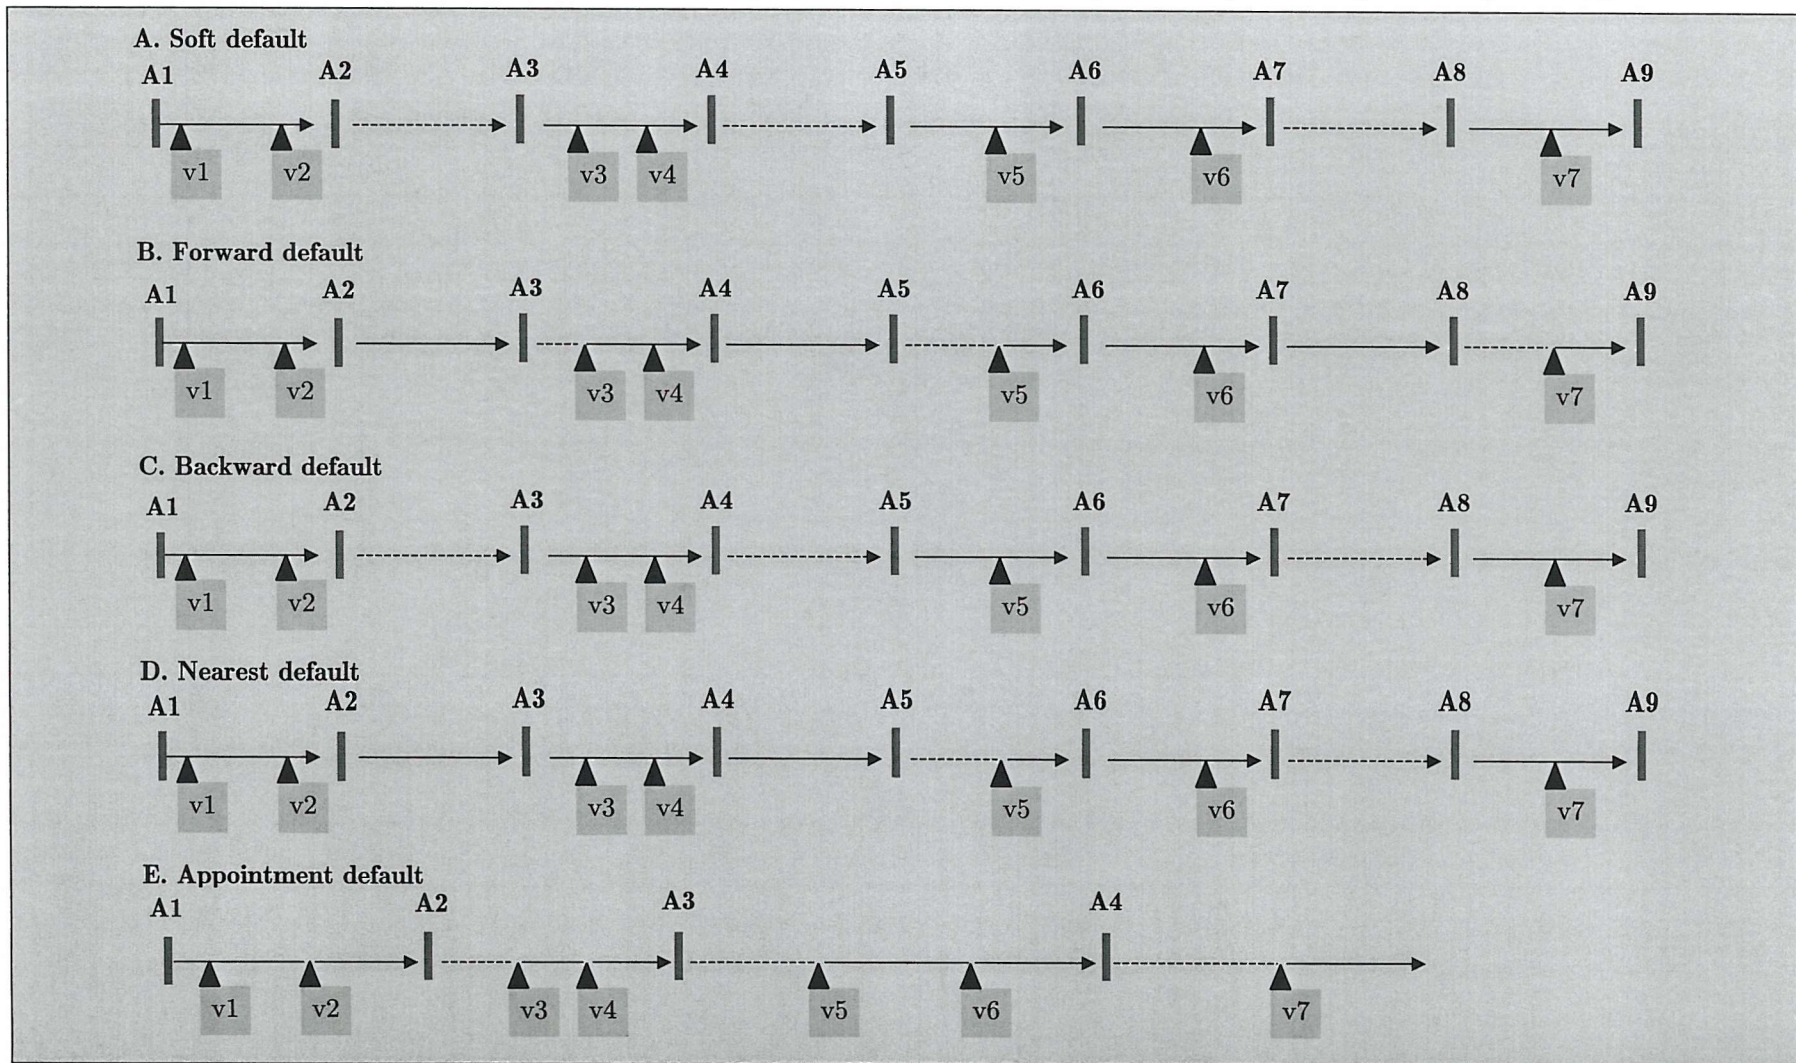 A. Soft default
A1 A2 A3 A4 A5 A6 A7 A8 A9
v1 v2 v3 v4 v5 v6 v7
B. Forward default
A1 A2 A3 A4 A5 A6 A7 A8 A9
v1 v2 v3 v4 v5 v6 v7
C. Backward default
A1 A2 A3 A4 A5 A6 A7 A8 A9
v1 v2 v3 v4 v5 v6 v7
D. Nearest default
A1 A2 A3 A4 A5 A6 A7 A8 A9
v1 v2 v3 v4 v5 v6 v7
E. Appointment default
A1 A2 A3 A4
v1 v2 v3 v4 v5 v6 v7